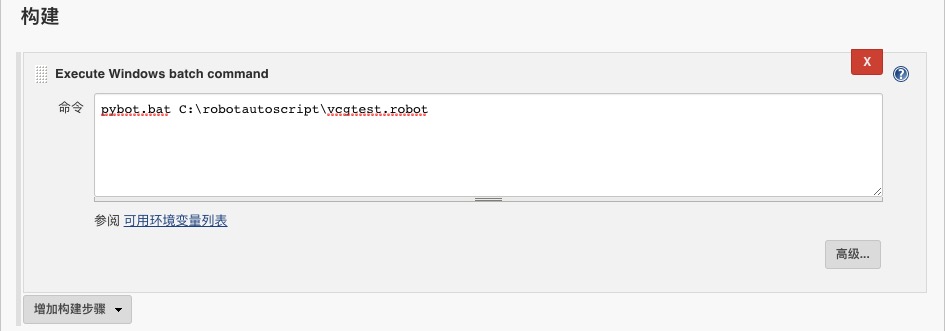 构建
Execute Windows batch command
X
?
命令
pybot.bat C:\robotautoscript\vcgtest.robot
参阅 可用环境变量列表
高级...
增加构建步骤